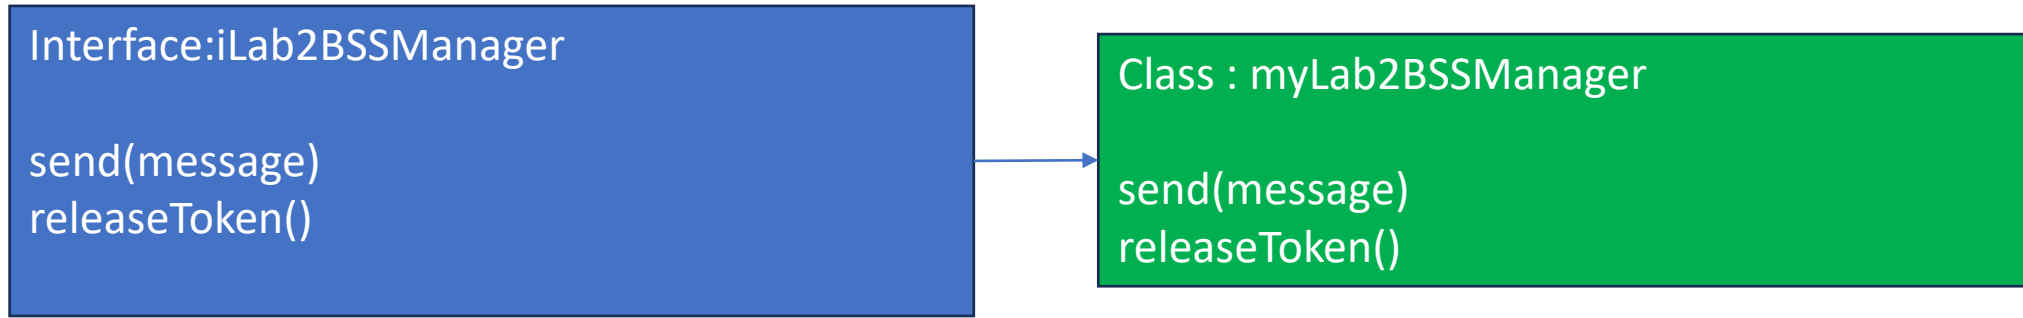 Interface:iLab2BSSManager
send(message)
releaseToken()
Class : myLab2BSSManager
send(message)
releaseToken()